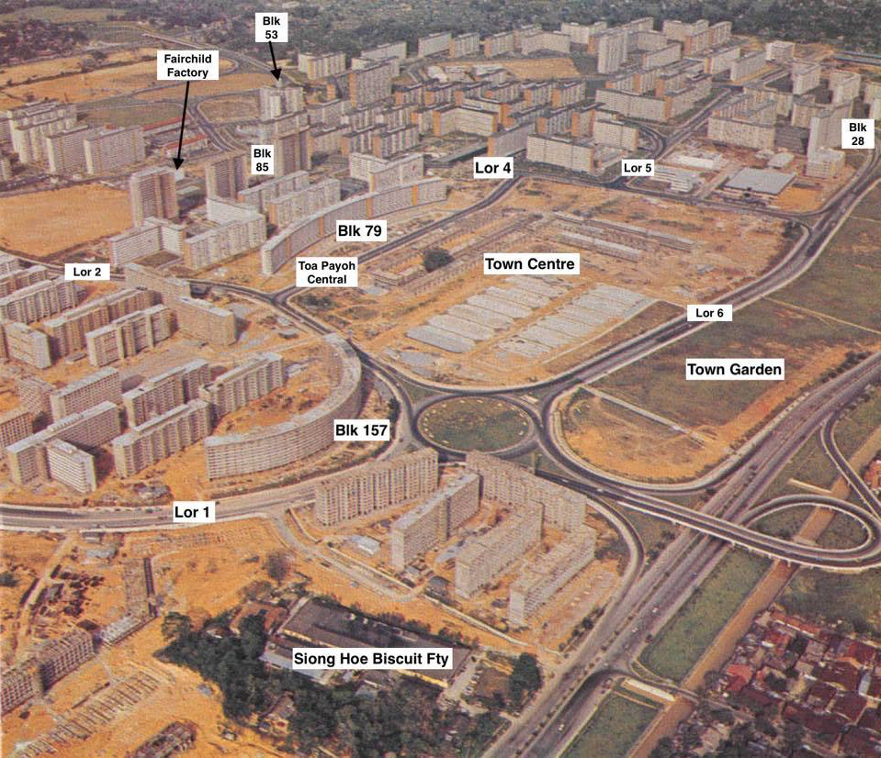 Blk
53
Fairchild
Factory
Blk
28
Blk
85
Lor 4
Lor 5
Blk 79
Toa Payoh
Central
Town Centre
Lor 2
Lor 6
Town Garden
Blk 157
Lor 1
Siong Hoe Biscuit Fty